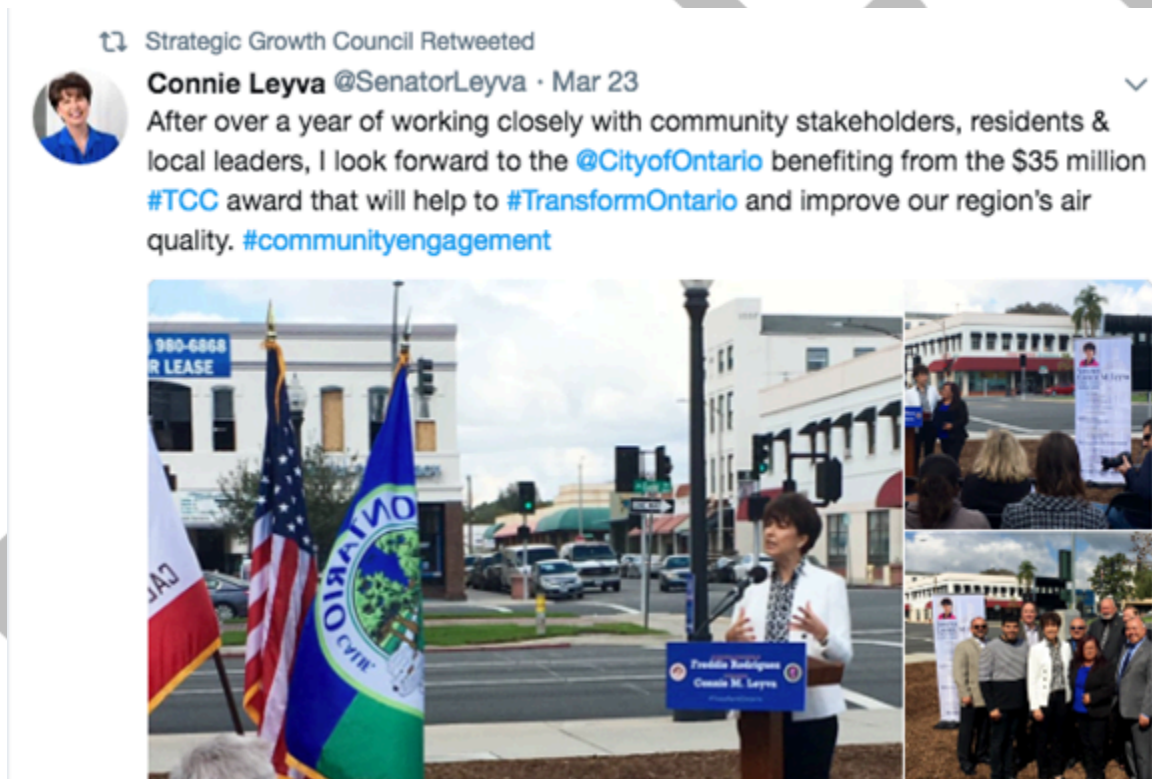 Strategic Growth Council Retweeted
Connie Leyva @SenatorLeyva · Mar 23
After over a year of working closely with community stakeholders, residents &
local leaders, I look forward to the @CityofOntario benefiting from the $35 million
#TCC award that will help to #TransformOntario and improve our region's air
quality. #communityengagement
980-6868
R LEASE
ONTARIO
CALIF
Freddie Rodriguez
Connie M. Leyva